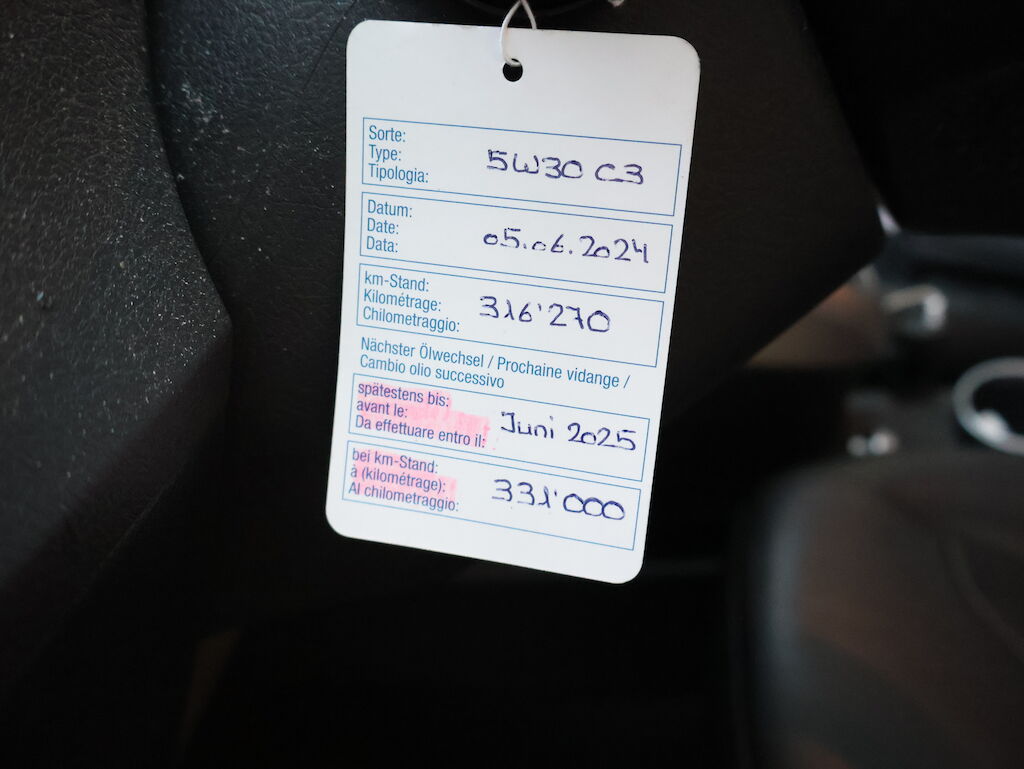 Sorte:
Type:
Tipologia:
5W30 C3
Datum:
Date:
Data:
05.06.2024
km-Stand:
Kilométrage:
Chilometraggio:
316'270
Nächster Ölwechsel / Prochaine vidange /
Cambio olio successivo
spätestens bis:
avant le:
Da effettuare entro il:
Juni 2025
bei km-Stand:
à (kilométrage):
Al chilometraggio:
331'000